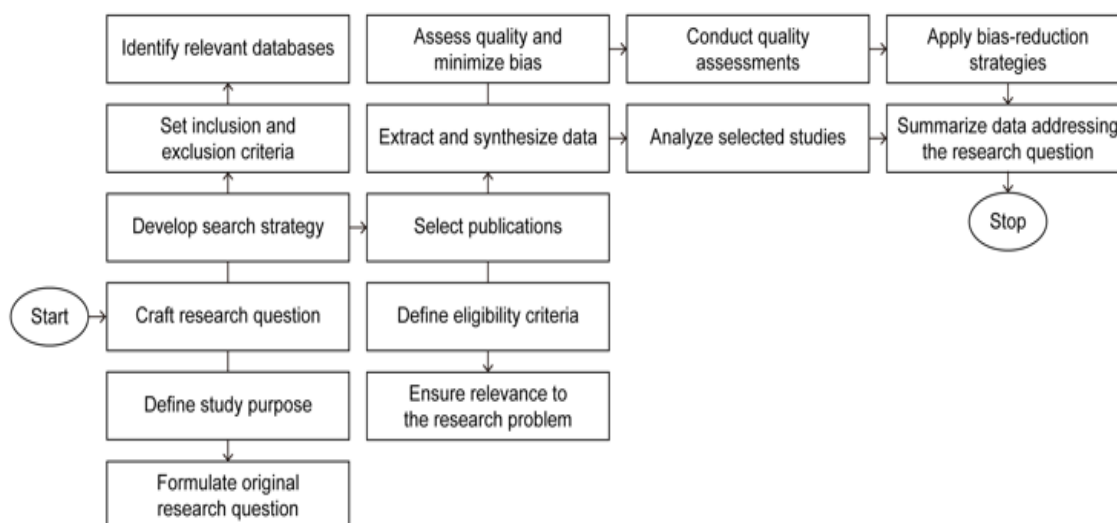 Identify relevant databases
Assess quality and
minimize bias
Conduct quality
assessments
Apply bias-reduction
strategies
Set inclusion and
exclusion criteria
Extract and synthesize data
Analyze selected studies
Summarize data addressing
the research question
Develop search strategy
Select publications
Stop
Start
Craft research question
Define eligibility criteria
Define study purpose
Ensure relevance to
the research problem
Formulate original
research question